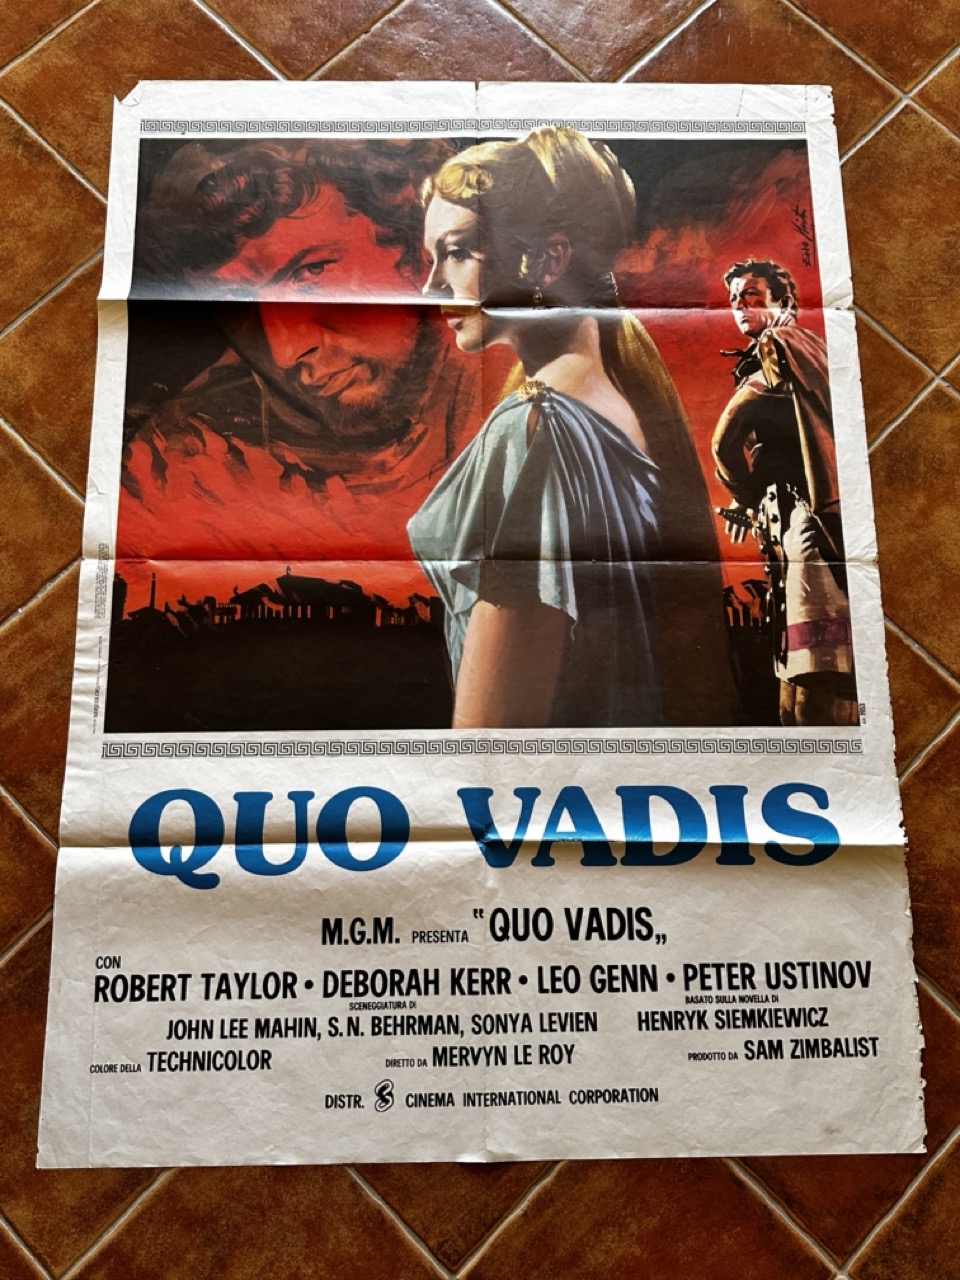 QUO VADIS
M.G.M. PRESENTA "QUO VADIS„
CON
ROBERT TAYLOR • DEBORAH KERR • LEO GENN • PETER USTINOV
SCENEGGIATURA DI
JOHN LEE MAHIN, S.N. BEHRMAN, SONYA LEVIEN
BASATO SULLA NOVELLA DI
HENRYK SIEMKIEWICZ
COLORE DELLA TECHNICOLOR
DIRETTO DA MERVYN LE ROY
PRODOTTO DA SAM ZIMBALIST
DISTR. CINEMA INTERNATIONAL CORPORATION